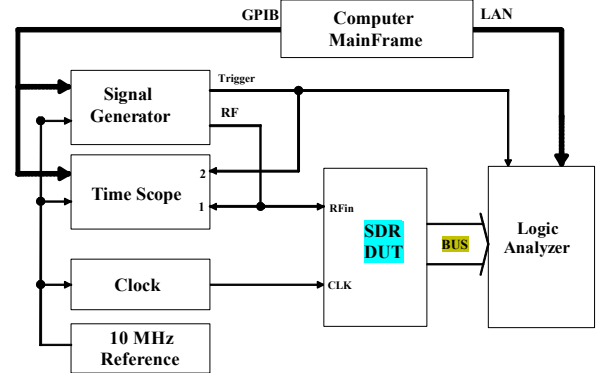 GPIB
Computer
MainFrame
LAN
Signal
Generator
Trigger
RF
Time Scope
2
1
RFin
SDR
DUT
CLK
BUS
Logic
Analyzer
Clock
10 MHz
Reference